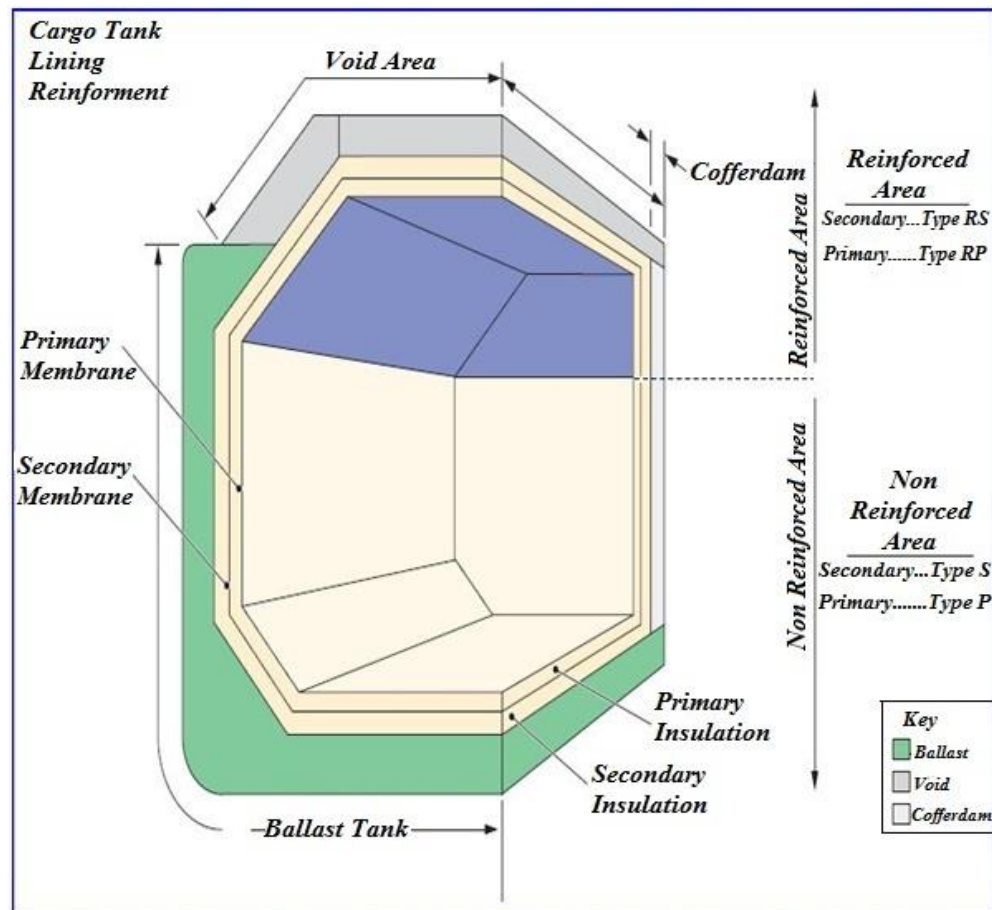 Cargo Tank
Lining
Reinforment
Void Area
Cofferdam
Reinforced Area
Reinforced
Area
Secondary...Type RS
Primary......Type RP
Primary
Membrane
Secondary
Membrane
Non Reinforced Area
Non
Reinforced
Area
Secondary...Type S
Primary.......Type P
Primary
Insulation
Secondary
Insulation
Ballast Tank
Key
Ballast
Void
Cofferdam